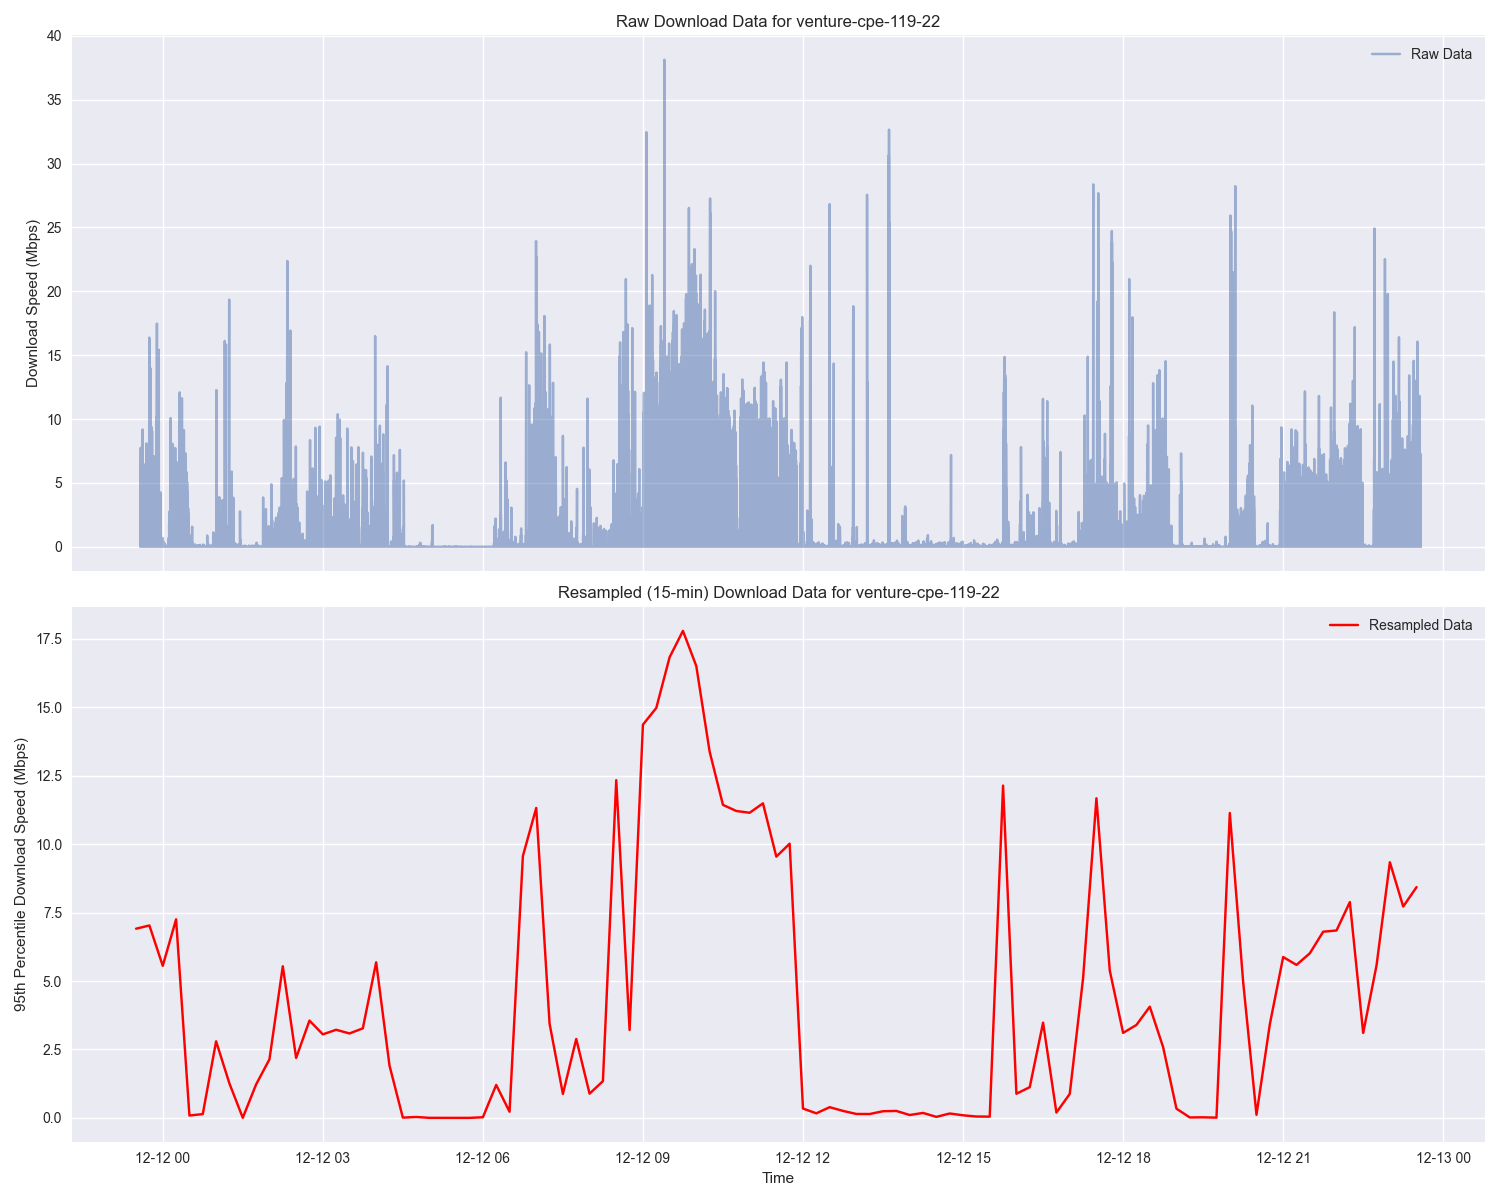 Raw Download Data for venture-cpe-119-22
Raw Data
Download Speed (Mbps)
40
35
30
25
20
15
10
5
0
Resampled (15-min) Download Data for venture-cpe-119-22
Resampled Data
95th Percentile Download Speed (Mbps)
17.5
15.0
12.5
10.0
7.5
5.0
2.5
0.0
12-12 00 12-12 03 12-12 06 12-12 09 12-12 12 12-12 15 12-12 18 12-12 21 12-13 00
Time